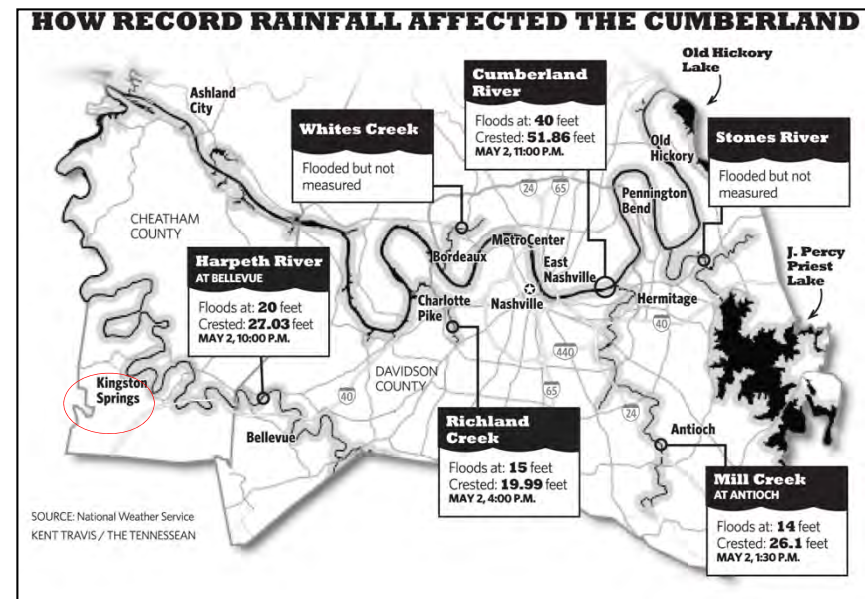 HOW RECORD RAINFALL AFFECTED THE CUMBERLAND
Old Hickory
Lake
Ashland
City
Cumberland
River
Floods at: 40 feet
Crested: 51.86 feet
MAY 2, 11:00 P.M.
Whites Creek
Flooded but not
measured
Old
Hickory
Stones River
Flooded but not
measured
24
65
Pennington
Bend
CHEATHAM
COUNTY
MetroCenter
Bordeaux
East
Nashville
Harpeth River
AT BELLEVUE
Floods at: 20 feet
Crested: 27.03 feet
MAY 2, 10:00 P.M.
J. Percy
Priest
Lake
Charlotte
Pike
Nashville
Hermitage
40
440
DAVIDSON
COUNTY
Kingston
Springs
40
65
24
Richland
Creek
Floods at: 15 feet
Crested: 19.99 feet
MAY 2, 4:00 P.M.
Bellevue
Antioch
Mill Creek
AT ANTIOCH
Floods at: 14 feet
Crested: 26.1 feet
MAY 2, 1:30 P.M.
SOURCE: National Weather Service
KENT TRAVIS / THE TENNESSEAN